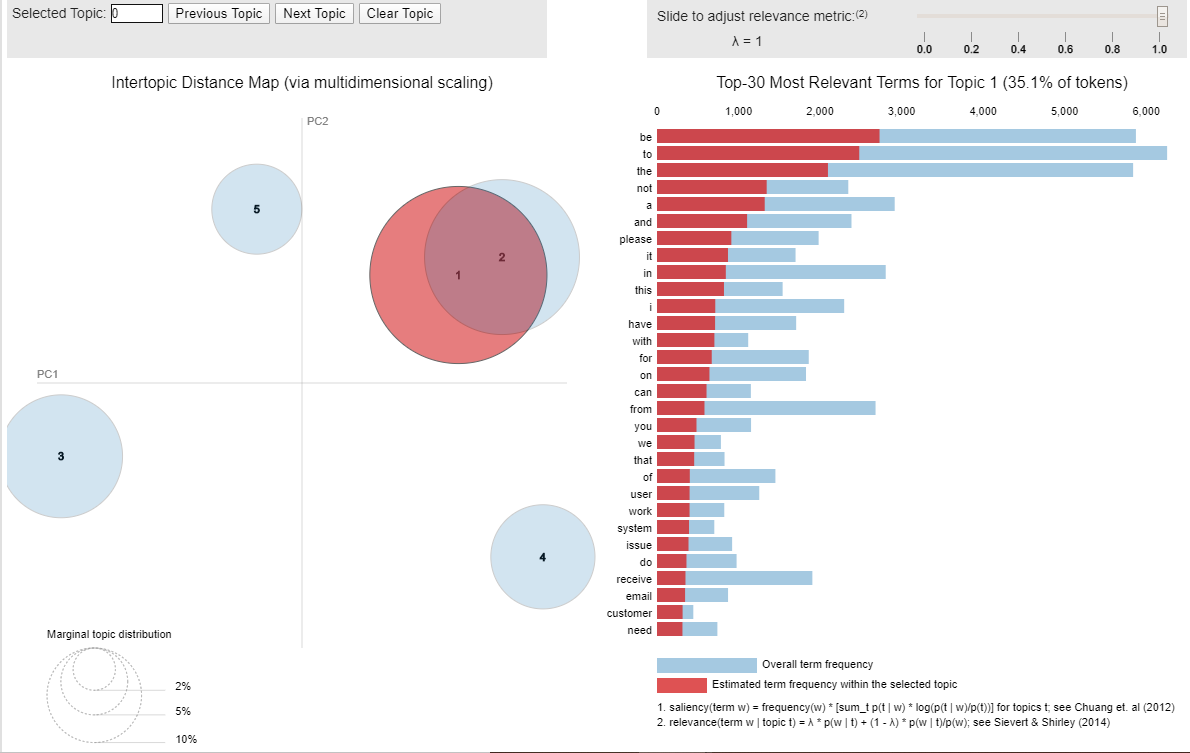 Selected Topic: 0 Previous Topic Next Topic Clear Topic
Slide to adjust relevance metric:(2)
λ = 1
0.0 0.2 0.4 0.6 0.8 1.0
Intertopic Distance Map (via multidimensional scaling)
PC2
PC1
5
2
1
3
4
Marginal topic distribution
2%
5%
10%
Top-30 Most Relevant Terms for Topic 1 (35.1% of tokens)
0 1,000 2,000 3,000 4,000 5,000 6,000
be
to
the
not
a
and
please
it
in
this
i
have
with
for
on
can
from
you
we
that
of
user
work
system
issue
do
receive
email
customer
need
Overall term frequency
Estimated term frequency within the selected topic
1. saliency(term w) = frequency(w) * [sum_t p(t | w) * log(p(t | w)/p(t))] for topics t; see Chuang et. al (2012)
2. relevance(term w | topic t) = λ * p(w | t) + (1 - λ) * p(w | t)/p(w); see Sievert & Shirley (2014)